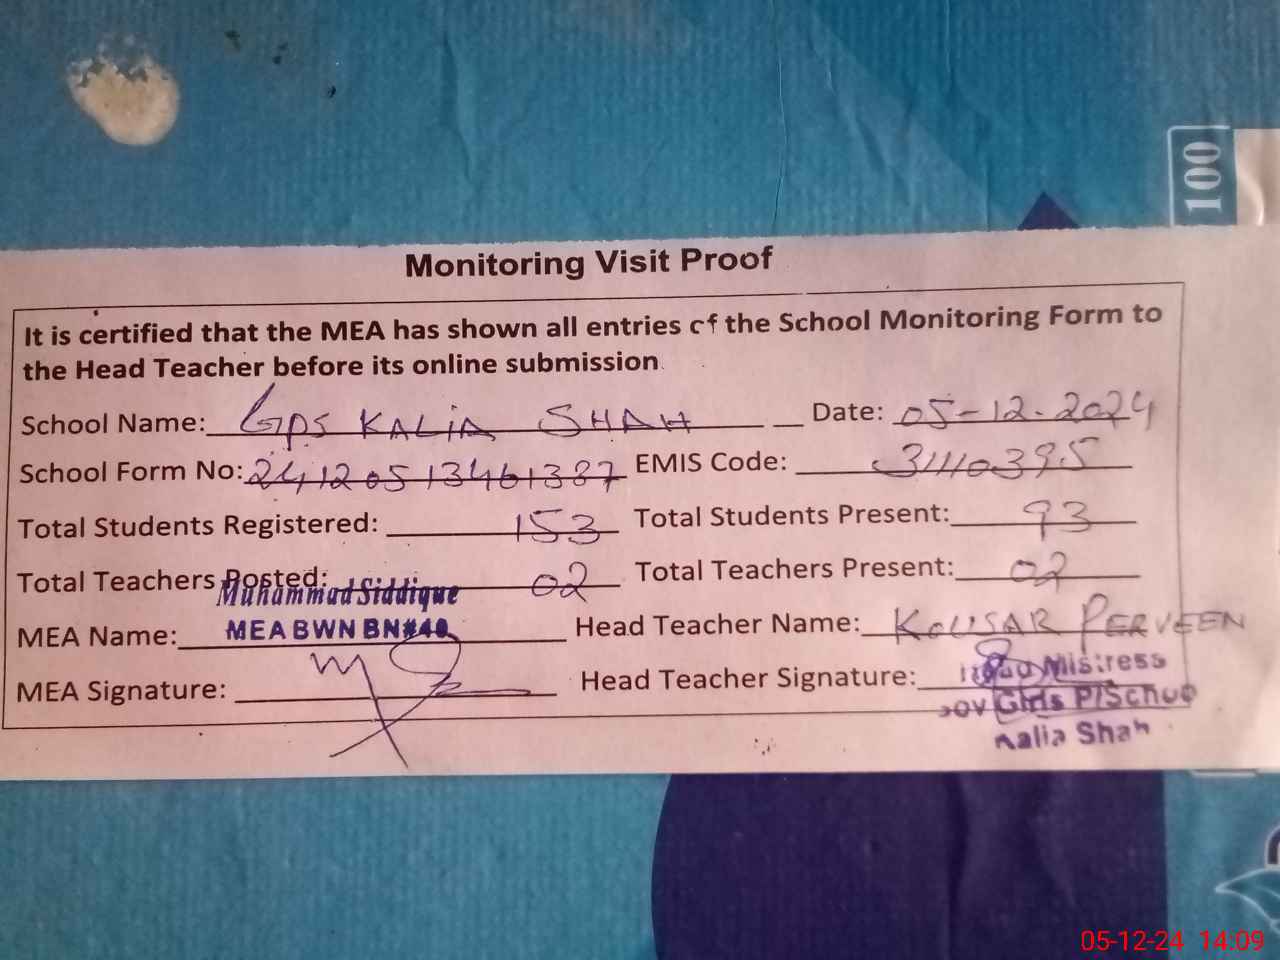 100
Monitoring Visit Proof
It is certified that the MEA has shown all entries of the School Monitoring Form to
the Head Teacher before its online submission.
School Name: GPS KALIA SHAH Date: 05-12-2024
School Form No: 24120513461387 EMIS Code: 31110395
Total Students Registered: 153 Total Students Present: 93
Total Teachers Posted: 02 Total Teachers Present: 02
Muhammad Siddique
MEA Name: MEA BWN BN#40 Head Teacher Name: KOUSAR PERVEEN
MEA Signature: Head Teacher Signature: Head Mistress
Gov Girls P/School
Kalia Shah
05-12-24 14:09